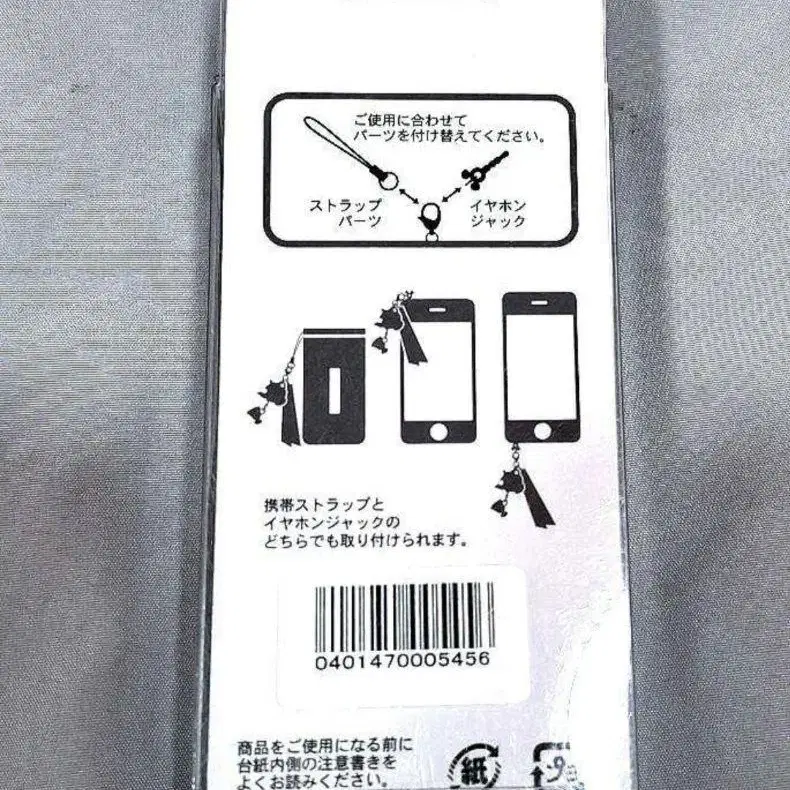 ご使用に合わせて
パーツを付け替えてください。
ストラップ
パーツ
イヤホン
ジャック
携帯ストラップと
イヤホンジャックの
どちらでも取り付けられます。
0401470005456
商品をご使用になる前に
台紙内側の注意書きを
よくお読みください。
紙